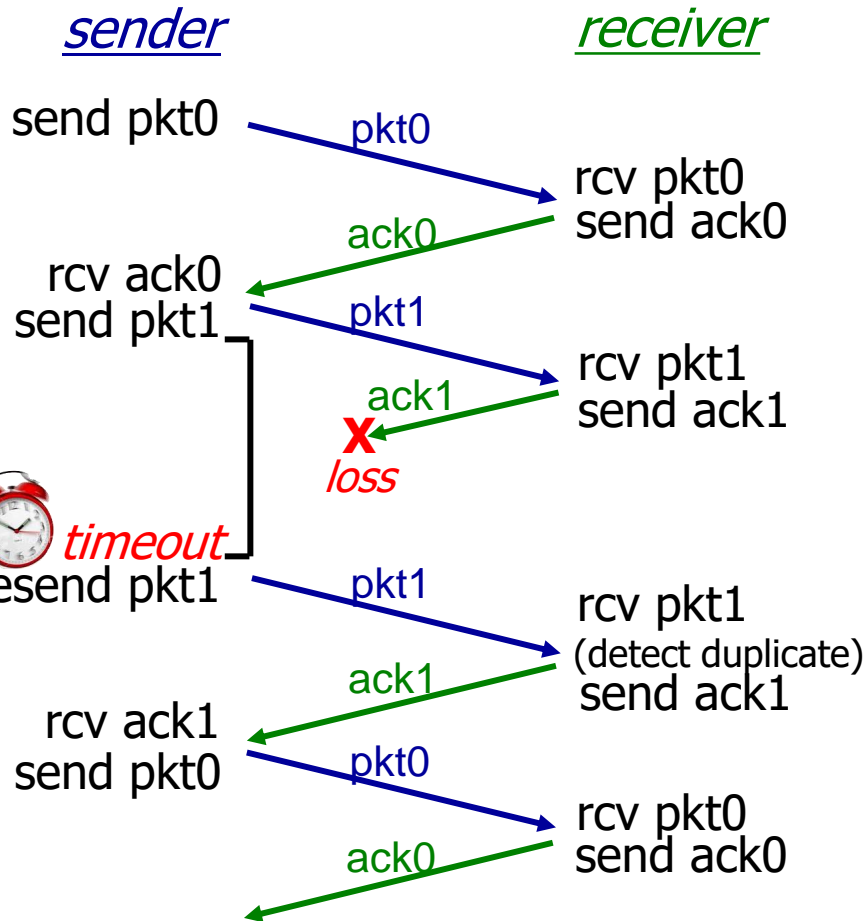 sender
receiver
send pkt0
pkt0
rcv pkt0
send ack0
ack0
rcv ack0
send pkt1
pkt1
rcv pkt1
send ack1
ack1
X
loss
timeout
esend pkt1
pkt1
rcv pkt1
(detect duplicate)
send ack1
ack1
rcv ack1
send pkt0
pkt0
rcv pkt0
send ack0
ack0